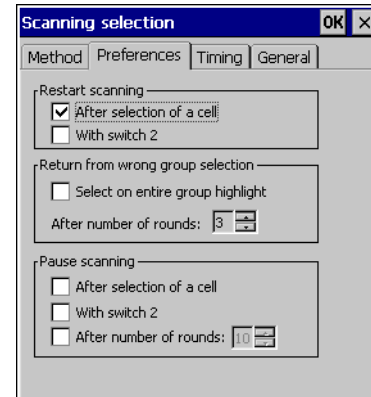 Scanning selection OK ×
Method Preferences Timing General
Restart scanning
After selection of a cell
With switch 2
Return from wrong group selection
Select on entire group highlight
After number of rounds: 3
Pause scanning
After selection of a cell
With switch 2
After number of rounds: 10